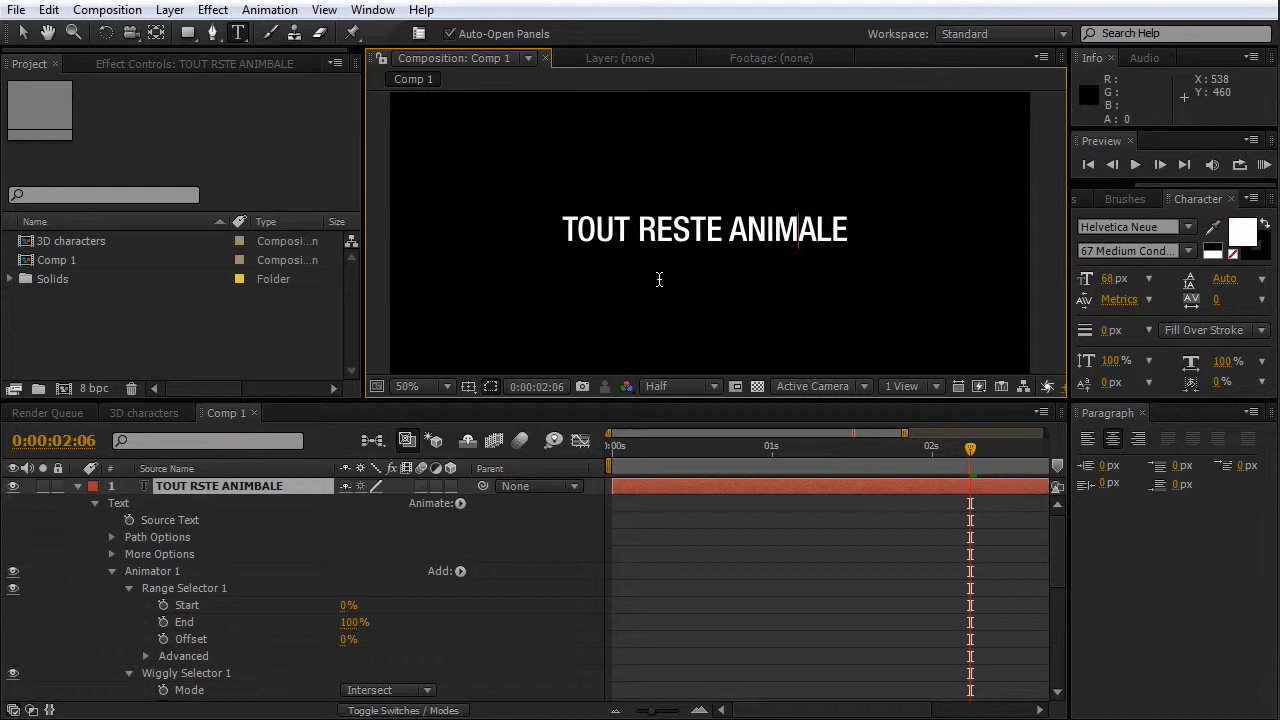 File Edit Composition Layer Effect Animation View Window Help
Auto-Open Panels Workspace: Standard Search Help
Project Effect Controls: TOUT RSTE ANIMBALE Composition: Comp 1 Layer: (none) Footage: (none) Info Audio
Comp 1
R: X: 538
G: Y: 460
B:
A: 0
Preview
Brushes Character
Helvetica Neue
67 Medium Cond...
68 px Auto
Metrics 0
0 px Fill Over Stroke
100 % 100 %
0 px 0 %
Name Type Size
3D characters Composi...n
Comp 1 Composi...n
Solids Folder
TOUT RESTE ANIMALE
8 bpc 50% 0:00:02:06 Half Active Camera 1 View
Render Queue 3D characters Comp 1 Paragraph
0:00:02:06 :00s 01s 02s
# Source Name fx Parent
1 T TOUT RSTE ANIMBALE None
Text Animate:
Source Text
Path Options
More Options
Animator 1 Add:
Range Selector 1
Start 0%
End 100%
Offset 0%
Advanced
Wiggly Selector 1
Mode Intersect
Toggle Switches / Modes
0 px 0 px 0 px
0 px 0 px